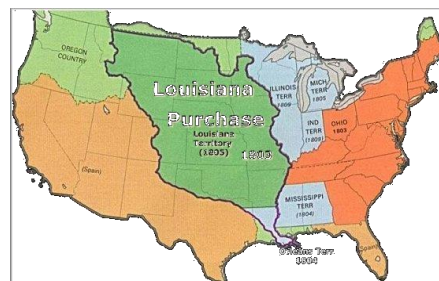 OREGON
COUNTRY
Louisiana
Purchase
Louisiana
Territory
(1805)
1803
ILLINOIS
TERR
1809
MICH
TERR
1805
IND
TERR
OHIO
1803
(Spain)
MISSISSIPPI
TERR
(1804)
(Spain)
Orleans Terr
1804